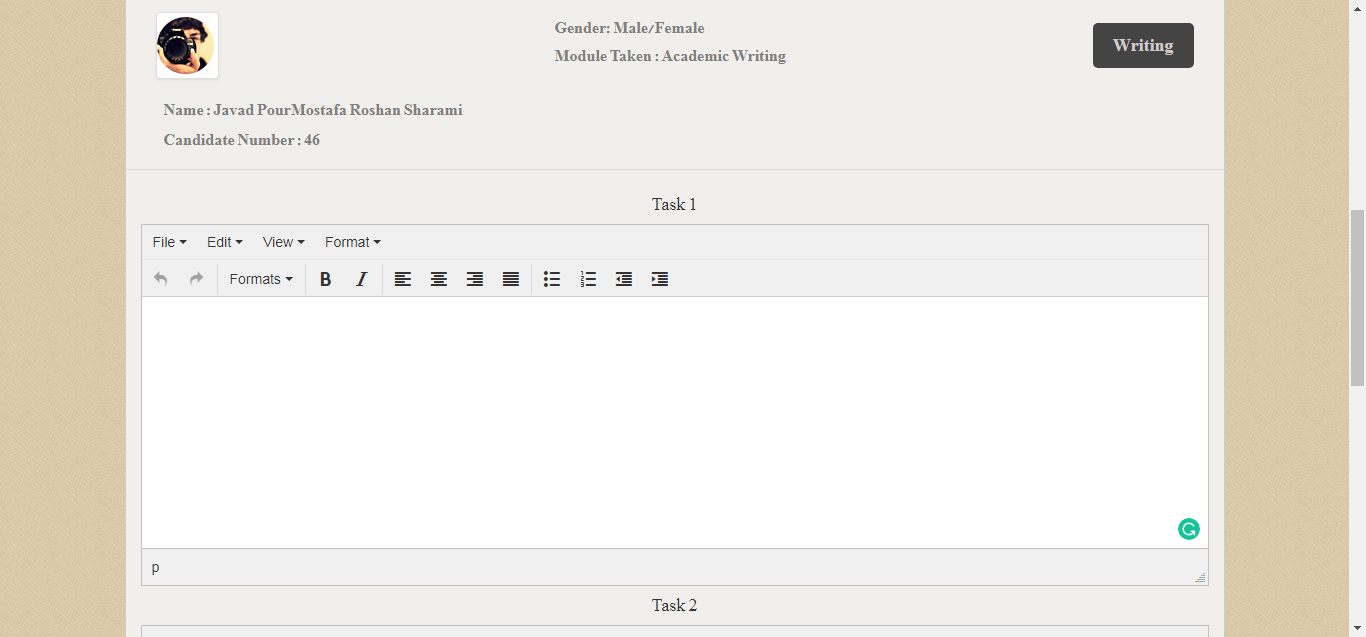 Gender: Male/Female
Module Taken : Academic Writing
Writing
Name : Javad PourMostafa Roshan Sharami
Candidate Number : 46
Task 1
File Edit View Format
Formats B I
p
Task 2